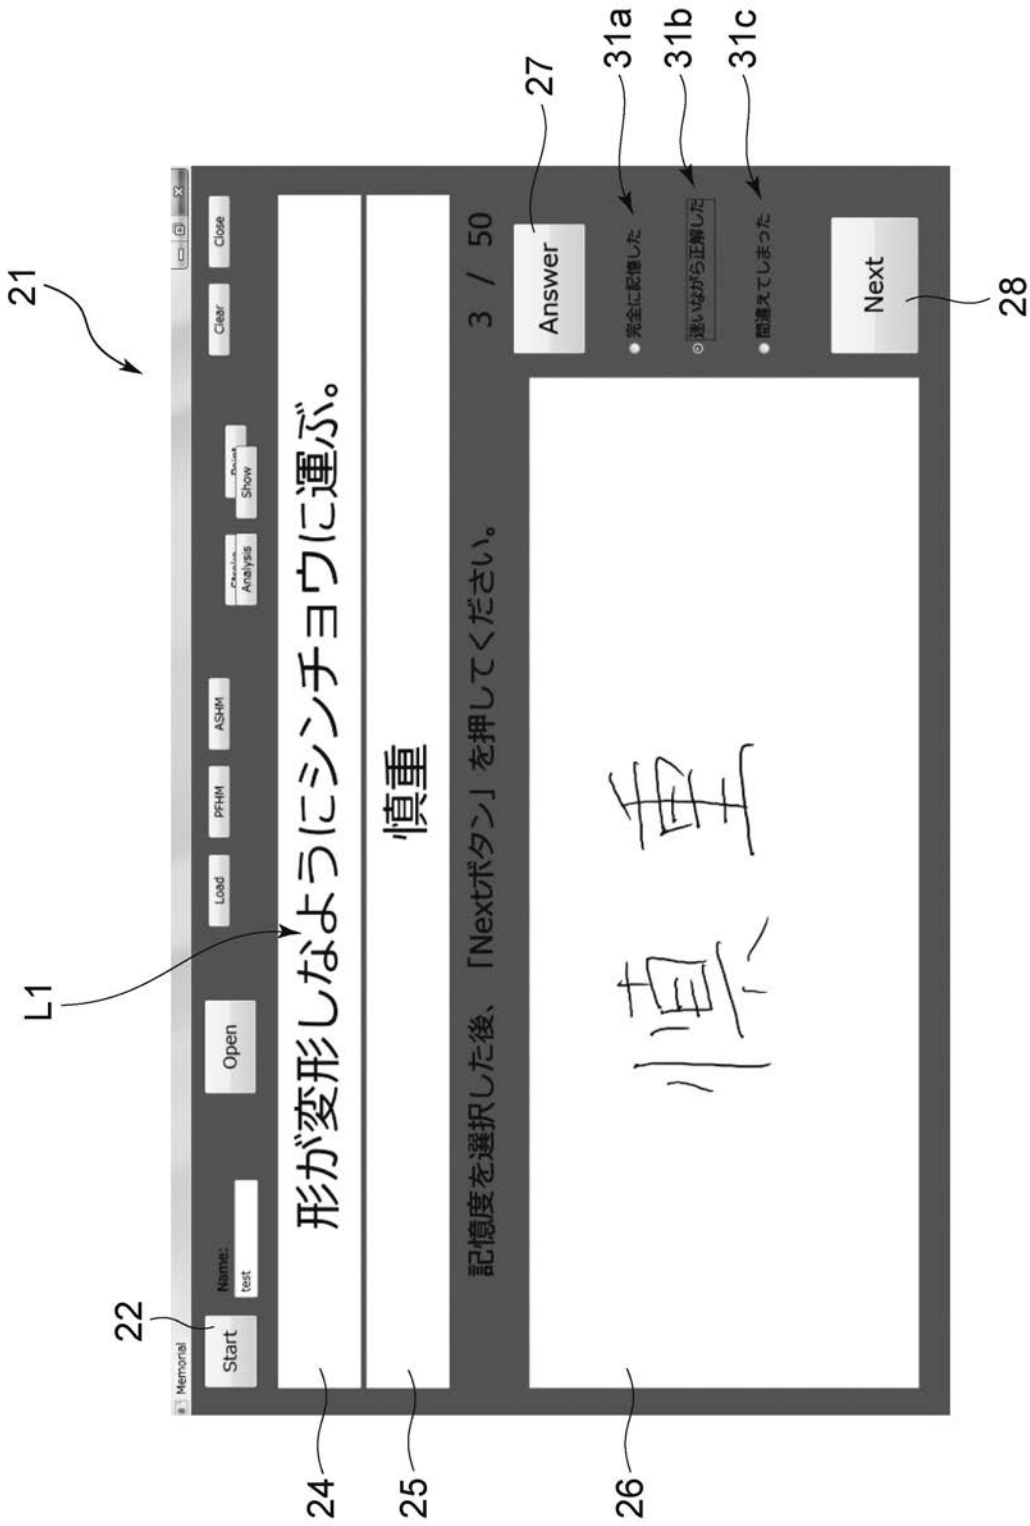 21
Memorial
Start
Name:
test
Open
Load
PFHM
ASHM
Analysis
Show
Clear
Close
22
L1
24
形が変形しなようにシンチョウに運ぶ。
25
慎重
記憶度を選択した後、「Nextボタン」を押してください。
3 / 50
Answer
27
完全に記憶した
31a
迷いながら正解した
31b
間違えてしまった
31c
Next
28
26
慎重